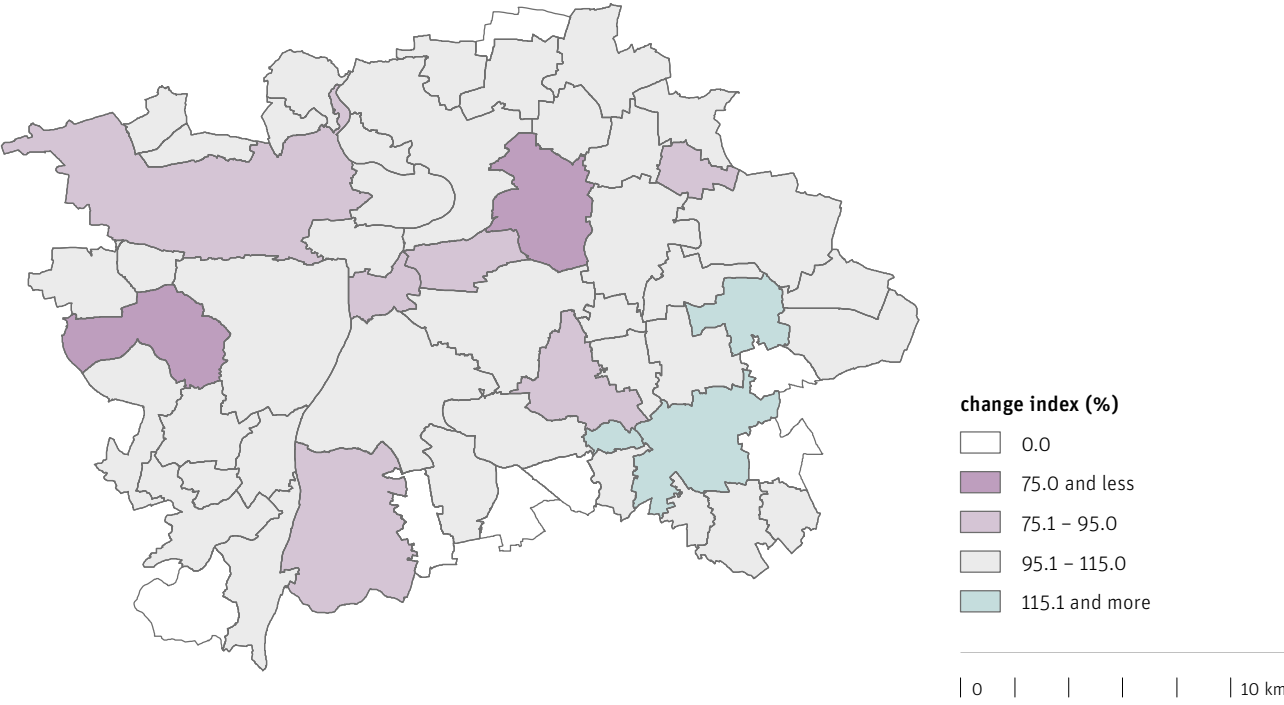 change index (%)
0.0
75.0 and less
75.1 – 95.0
95.1 – 115.0
115.1 and more
0 10 km